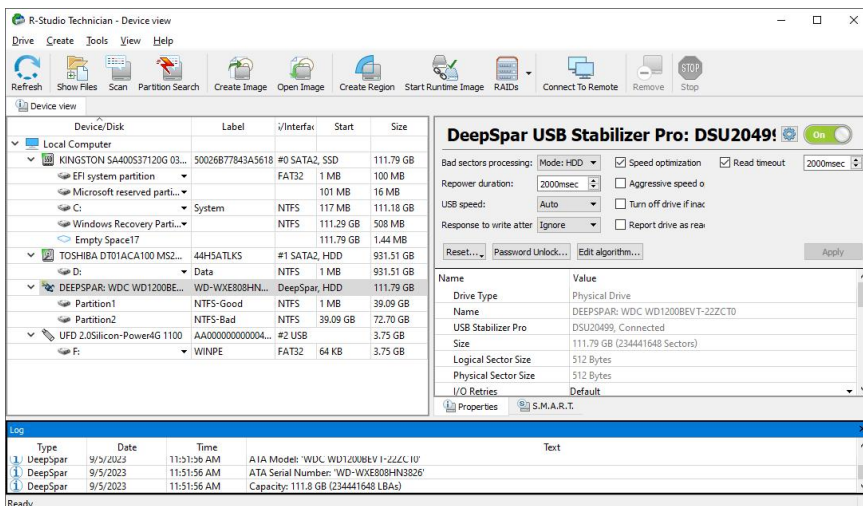 R-Studio Technician - Device view
Drive Create Tools View Help
Refresh Show Files Scan Partition Search Create Image Open Image Create Region Start Runtime Image RAIDs Connect To Remote Remove Stop
STOP
Device view
Device/Disk Label Start Size
Local Computer
KINGSTON SA400S37120G 03... 50026B77843A5618 #0 SATA2, SSD 111.79 GB
EFI system partition FAT32 1 MB 100 MB
Microsoft reserved parti... 101 MB 16 MB
C: System NTFS 117 MB 111.18 GB
Windows Recovery Parti... NTFS 111.29 GB 508 MB
Empty Space17 111.79 GB 1.44 MB
TOSHIBA DT01ACA100 MS2... 44H5ATLKS #1 SATA2, HDD 931.51 GB
D: Data NTFS 1 MB 931.51 GB
DEEPSPAR: WDC WD1200BE... WD-WXE808HN... DeepSpar, HDD 111.79 GB
Partition1 NTFS-Good NTFS 1 MB 39.09 GB
Partition2 NTFS-Bad NTFS 39.09 GB 72.70 GB
UFD 2.0Silicon-Power4G 1100 AA000000000004... #2 USB 3.75 GB
F: WINPE FAT32 64 KB 3.75 GB
DeepSpar USB Stabilizer Pro: DSU20499 On
Bad sectors processing: Mode: HDD Speed optimization Read timeout 2000msec
Repower duration: 2000msec Aggressive speed o
USB speed: Auto Turn off drive if inac
Response to write atter Ignore Report drive as rea
Reset... Password Unlock... Edit algorithm... Apply
Name Value
Drive Type Physical Drive
Name DEEPSPAR: WDC WD1200BEVT-22ZCT0
USB Stabilizer Pro DSU20499, Connected
Size 111.79 GB (234441648 Sectors)
Logical Sector Size 512 Bytes
Physical Sector Size 512 Bytes
I/O Retries Default
Properties S.M.A.R.T.
Log
Type Date Time Text
DeepSpar 9/5/2023 11:51:56 AM ATA Model: 'WDC WD1200BEVT-22ZCT0'
DeepSpar 9/5/2023 11:51:56 AM ATA Serial Number: 'WD-WXE808HN3826'
DeepSpar 9/5/2023 11:51:56 AM Capacity: 111.8 GB (234441648 LBAs)
Ready